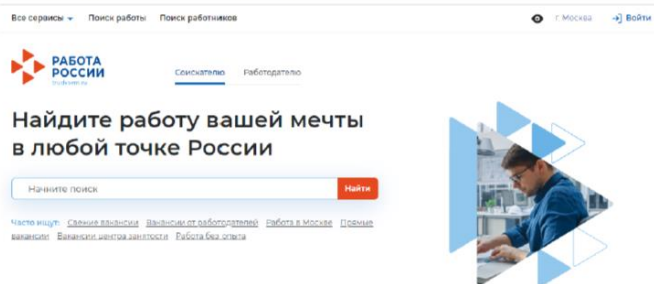 Все сервисы Поиск работы Поиск работников г. Москва Войти
РАБОТА
РОССИИ
trudvsem.ru
Соискателю Работодателю
Найдите работу вашей мечты
в любой точке России
Начните поиск Найти
Часто ищут: Свежие вакансии Вакансии от работодателей Работа в Москве Прямые
вакансии Вакансии центра занятости Работа без опыта